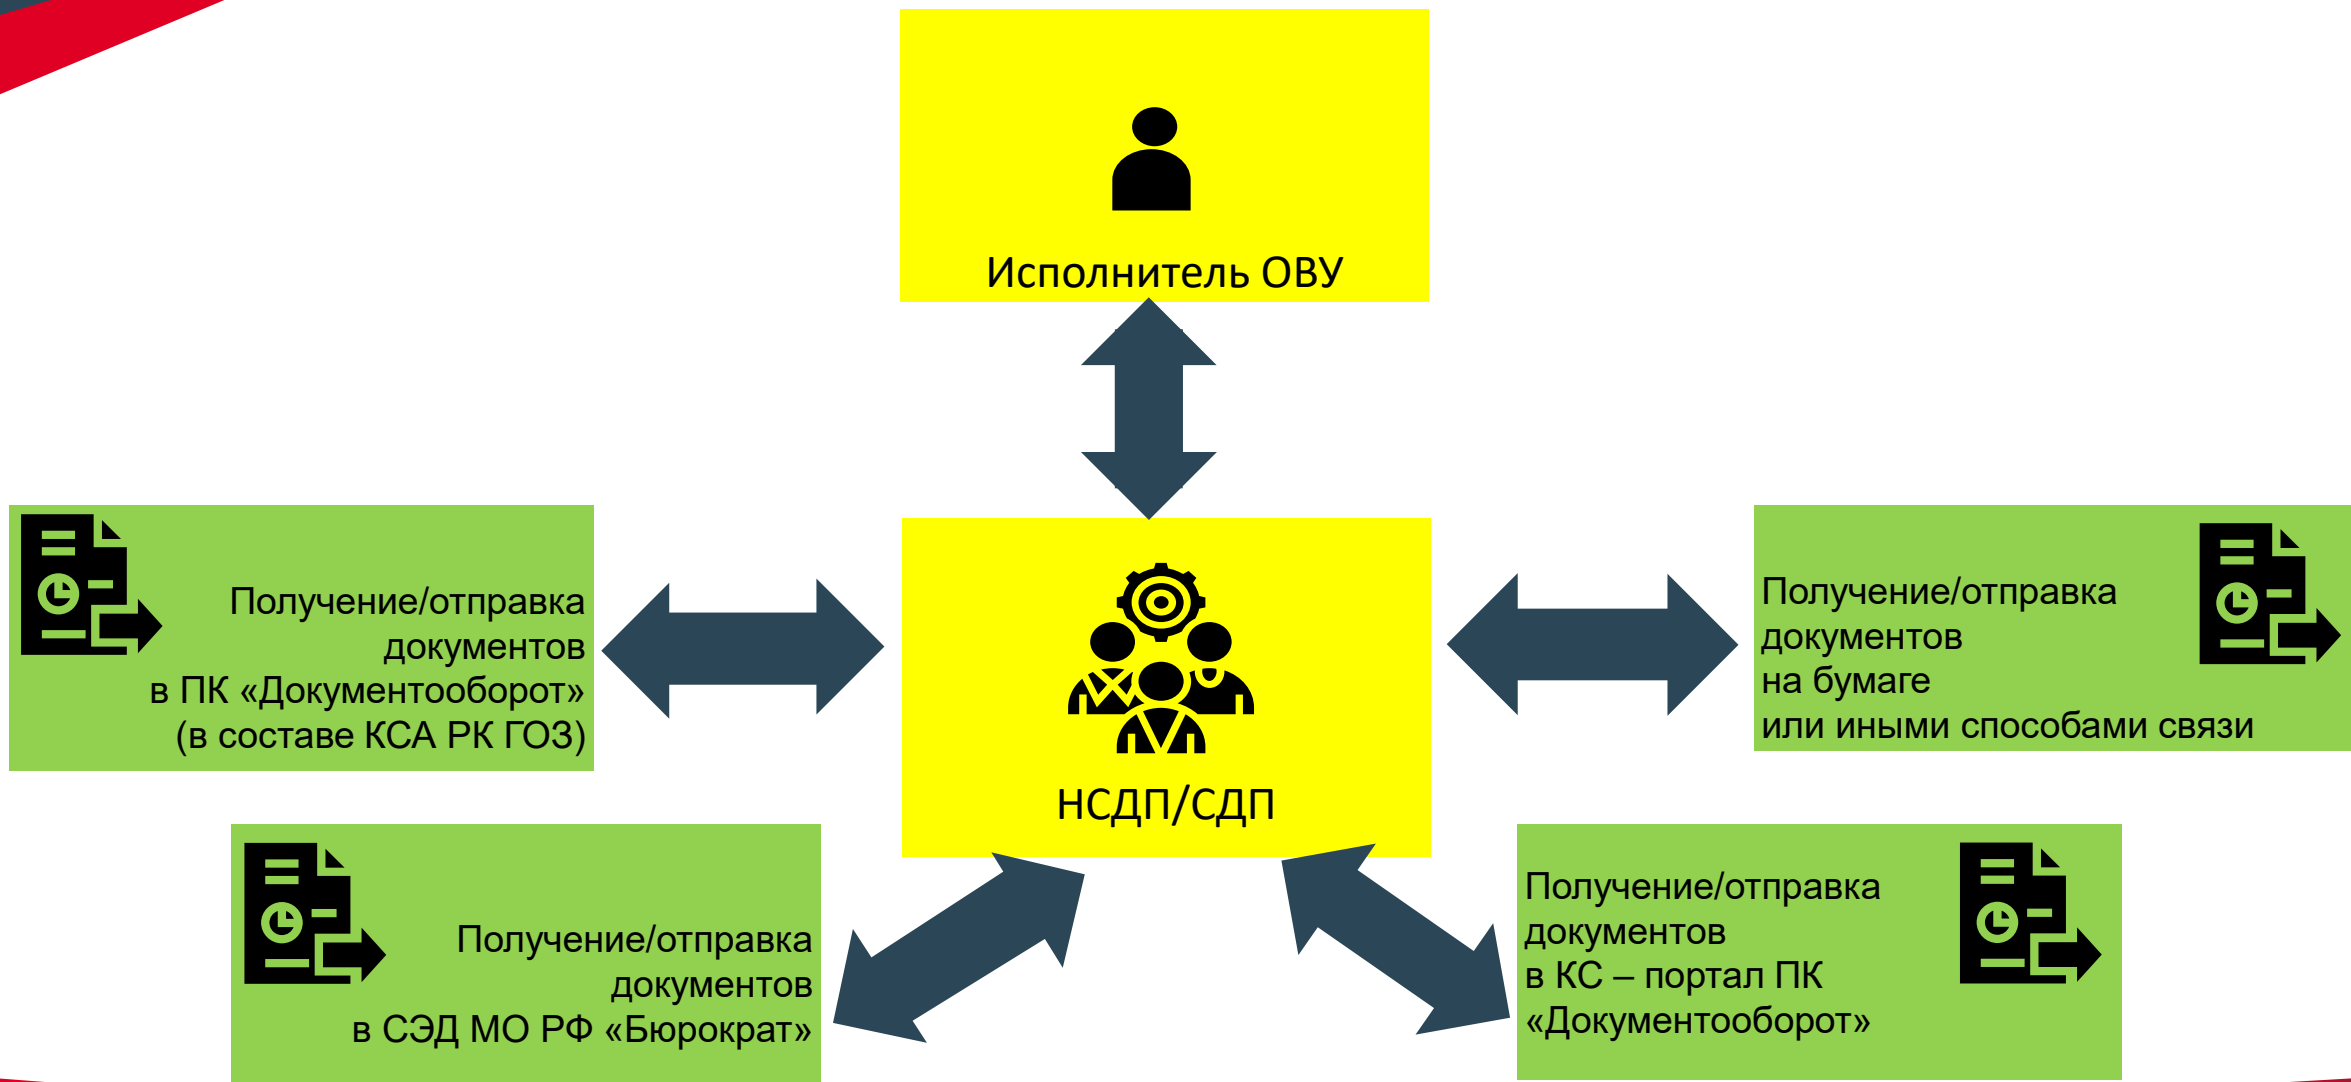 Исполнитель ОВУ
Получение/отправка
документов
в ПК «Документооборот»
(в составе КСА РК ГОЗ)
НСДП/СДП
Получение/отправка
документов
на бумаге
или иными способами связи
Получение/отправка
документов
в СЭД МО РФ «Бюрократ»
Получение/отправка
документов
в КС – портал ПК
«Документооборот»